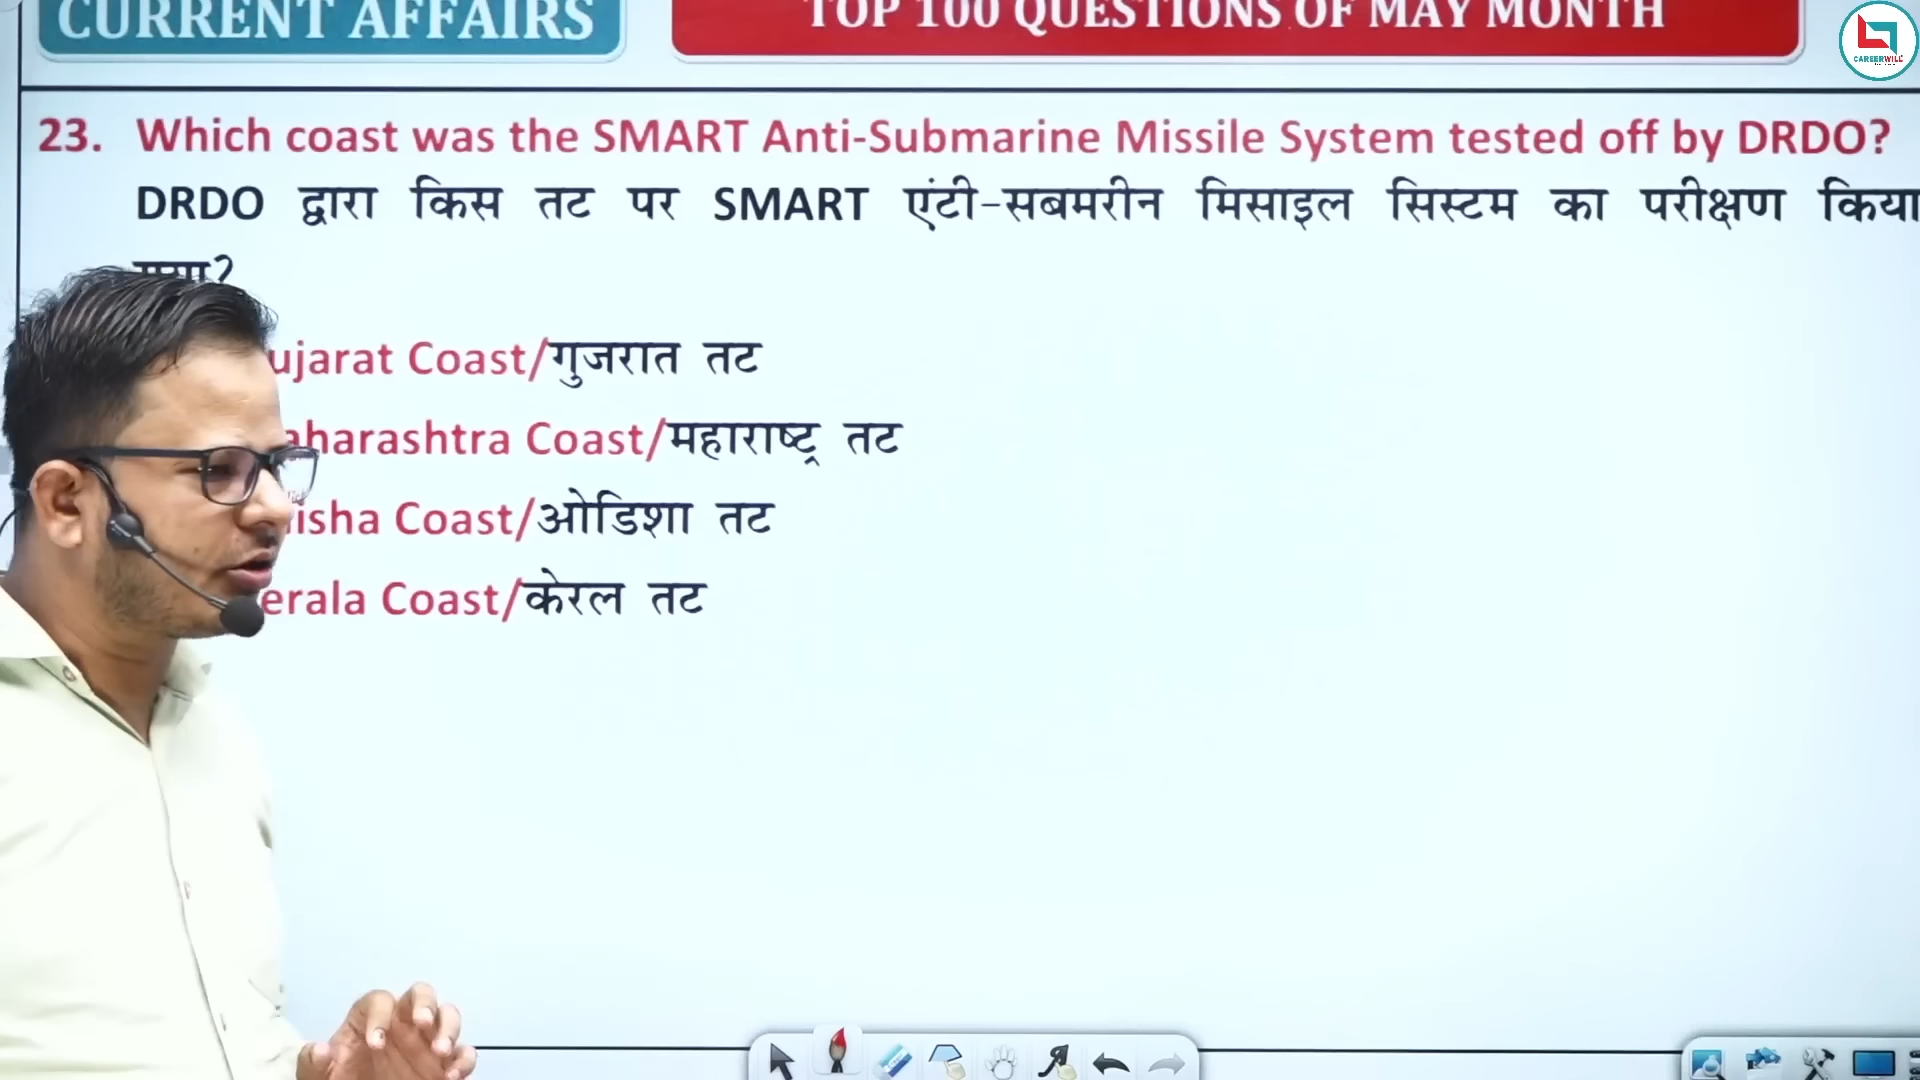 CURRENT AFFAIRS
TOP 100 QUESTIONS OF MAY MONTH
CAREERWILL
23. Which coast was the SMART Anti-Submarine Missile System tested off by DRDO?
DRDO द्वारा किस तट पर SMART एंटी-सबमरीन मिसाइल सिस्टम का परीक्षण किया
गया?
ujarat Coast/गुजरात तट
aharashtra Coast/महाराष्ट्र तट
isha Coast/ओडिशा तट
erala Coast/केरल तट